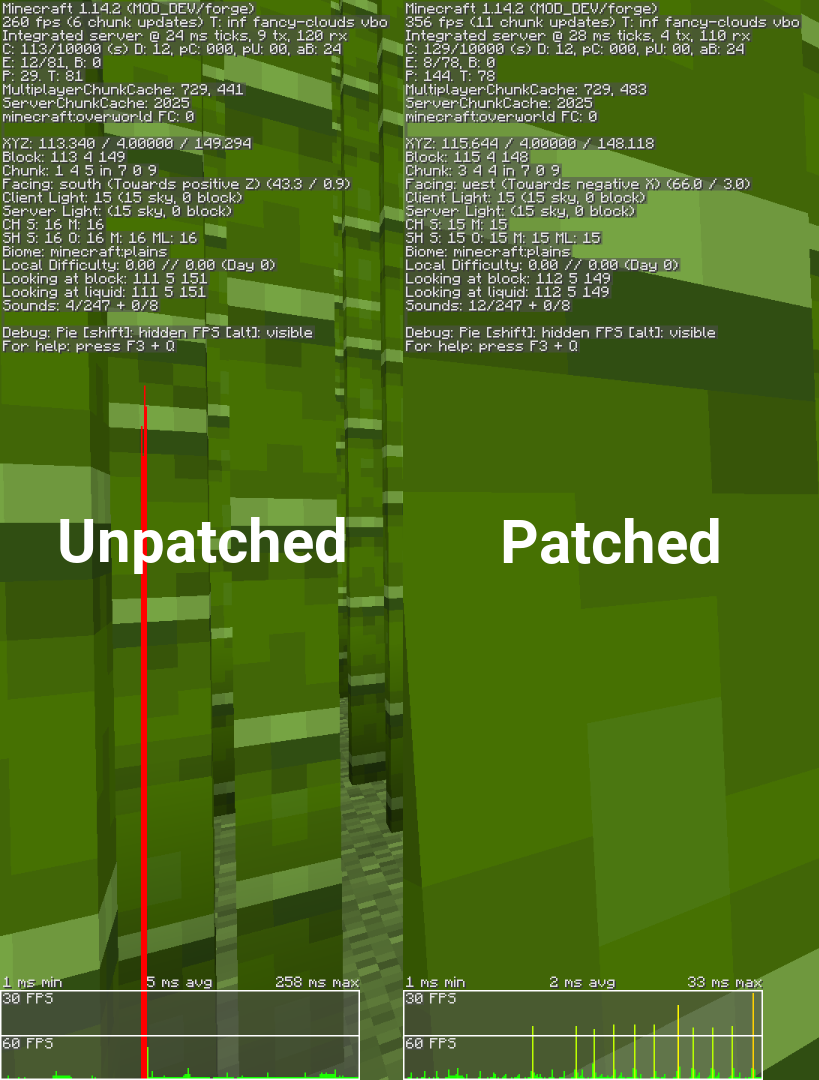 Minecraft 1.14.2 (MOD_DEV/forge)
260 fps (6 chunk updates) T: inf fancy-clouds vbo
Integrated server @ 24 ms ticks, 9 tx, 120 rx
C: 113/10000 (s) D: 12, pC: 000, pU: 00, aB: 24
E: 12/81, B: 0
P: 29. T: 81
MultiplayerChunkCache: 729, 441
ServerChunkCache: 2025
minecraft:overworld FC: 0
XYZ: 113.340 / 4.00000 / 149.294
Block: 113 4 149
Chunk: 1 4 5 in 7 0 9
Facing: south (Towards positive Z) (43.3 / 0.9)
Client Light: 15 (15 sky, 0 block)
Server Light: (15 sky, 0 block)
CH S: 16 M: 16
SH S: 16 O: 16 M: 16 ML: 16
Biome: minecraft:plains
Local Difficulty: 0.00 // 0.00 (Day 0)
Looking at block: 111 5 151
Looking at liquid: 111 5 151
Sounds: 4/247 + 0/8
Debug: Pie [shift]: hidden FPS [alt]: visible
For help: press F3 + Q
Unpatched
1 ms min 5 ms avg 258 ms max
30 FPS
60 FPS
Minecraft 1.14.2 (MOD_DEV/forge)
356 fps (11 chunk updates) T: inf fancy-clouds vbo
Integrated server @ 28 ms ticks, 4 tx, 110 rx
C: 129/10000 (s) D: 12, pC: 000, pU: 00, aB: 24
E: 8/78, B: 0
P: 144. T: 78
MultiplayerChunkCache: 729, 483
ServerChunkCache: 2025
minecraft:overworld FC: 0
XYZ: 115.644 / 4.00000 / 148.118
Block: 115 4 148
Chunk: 3 4 4 in 7 0 9
Facing: west (Towards negative X) (66.0 / 3.0)
Client Light: 15 (15 sky, 0 block)
Server Light: (15 sky, 0 block)
CH S: 15 M: 15
SH S: 15 O: 15 M: 15 ML: 15
Biome: minecraft:plains
Local Difficulty: 0.00 // 0.00 (Day 0)
Looking at block: 112 5 149
Looking at liquid: 112 5 149
Sounds: 12/247 + 0/8
Debug: Pie [shift]: hidden FPS [alt]: visible
For help: press F3 + Q
Patched
1 ms min 2 ms avg 33 ms max
30 FPS
60 FPS